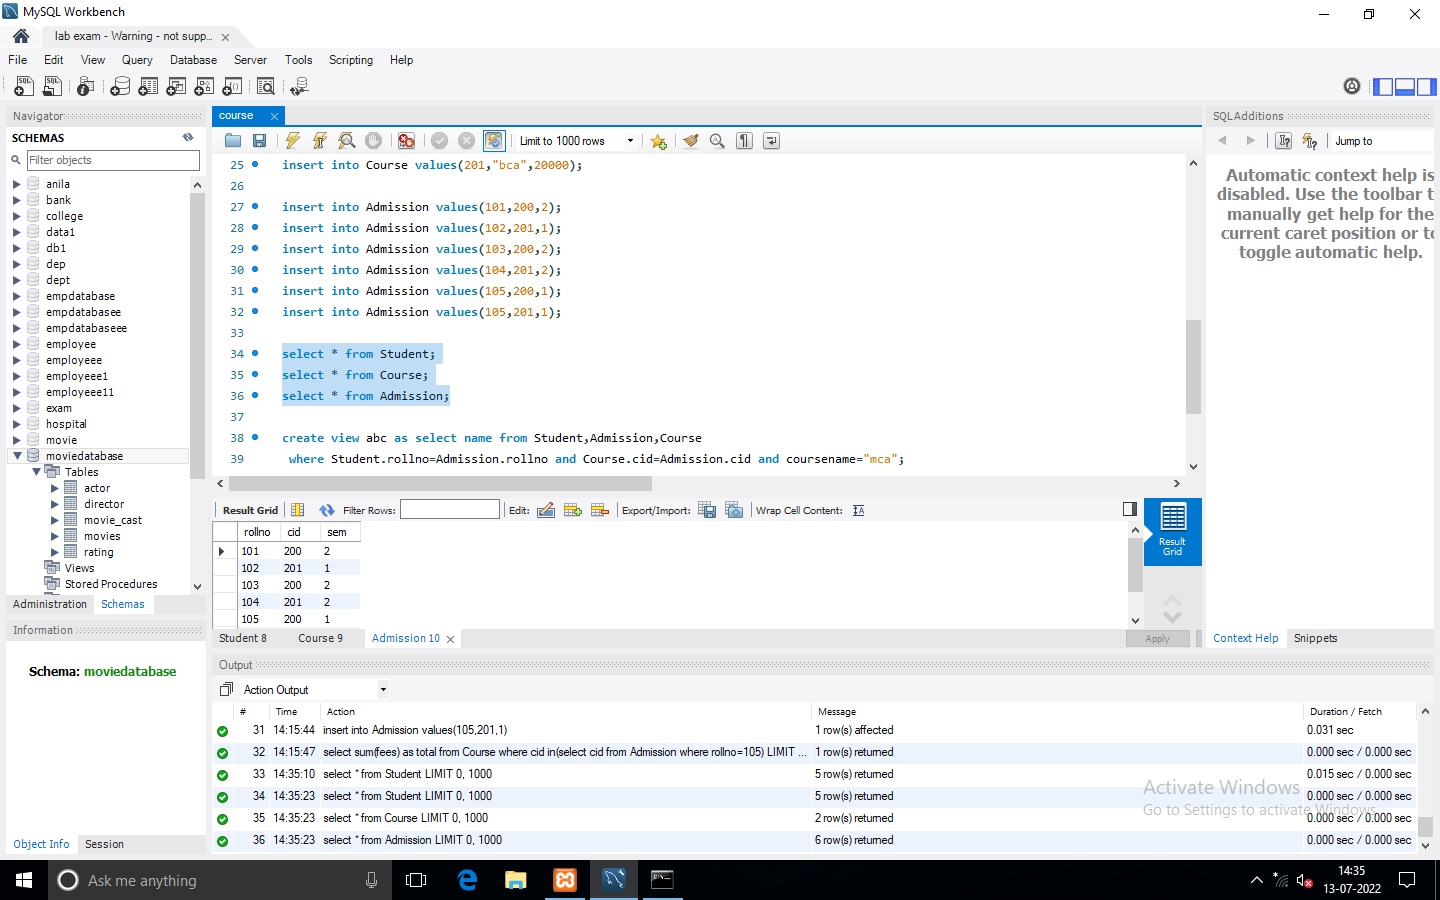 MySQL Workbench
lab exam - Warning - not supp...
File Edit View Query Database Server Tools Scripting Help
Navigator
SCHEMAS
Filter objects
anila
bank
college
data1
db1
dep
dept
empdatabase
empdatabasee
empdatabaseee
employee
employeee
employeee1
employeee11
exam
hospital
movie
moviedatabase
Tables
actor
director
movie_cast
movies
rating
Views
Stored Procedures
Administration Schemas
Information
Schema: moviedatabase
Object Info Session
course
Limit to 1000 rows
25 insert into Course values(201,"bca",20000);
26
27 insert into Admission values(101,200,2);
28 insert into Admission values(102,201,1);
29 insert into Admission values(103,200,2);
30 insert into Admission values(104,201,2);
31 insert into Admission values(105,200,1);
32 insert into Admission values(105,201,1);
33
34 select * from Student;
35 select * from Course;
36 select * from Admission;
37
38 create view abc as select name from Student,Admission,Course
39 where Student.rollno=Admission.rollno and Course.cid=Admission.cid and coursename="mca";
Result Grid Filter Rows: Edit: Export/Import: Wrap Cell Content:
rollno cid sem
101 200 2
102 201 1
103 200 2
104 201 2
105 200 1
Result
Grid
Student 8 Course 9 Admission 10
Apply
SQLAdditions
Jump to
Automatic context help is
disabled. Use the toolbar t
manually get help for the
current caret position or to
toggle automatic help.
Context Help Snippets
Output
Action Output
# Time Action Message Duration / Fetch
31 14:15:44 insert into Admission values(105,201,1) 1 row(s) affected 0.031 sec
32 14:15:47 select sum(fees) as total from Course where cid in(select cid from Admission where rollno=105) LIMIT ... 1 row(s) returned 0.000 sec / 0.000 sec
33 14:35:10 select * from Student LIMIT 0, 1000 5 row(s) returned 0.015 sec / 0.000 sec
34 14:35:23 select * from Student LIMIT 0, 1000 5 row(s) returned 0.000 sec / 0.000 sec
35 14:35:23 select * from Course LIMIT 0, 1000 2 row(s) returned 0.000 sec / 0.000 sec
36 14:35:23 select * from Admission LIMIT 0, 1000 6 row(s) returned 0.000 sec / 0.000 sec
Activate Windows
Go to Settings to activate Windows.
Ask me anything
14:35
13-07-2022